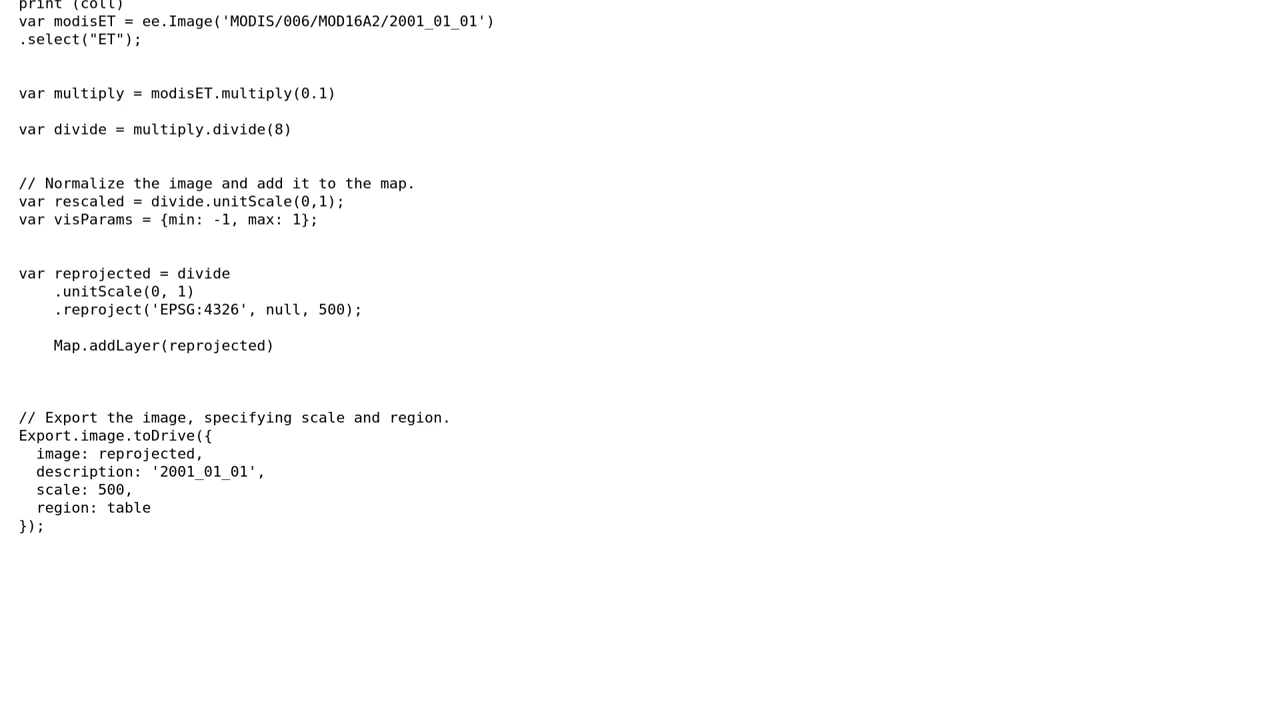 print (coll)
var modisET = ee.Image('MODIS/006/MOD16A2/2001_01_01')
.select("ET");
var multiply = modisET.multiply(0.1)
var divide = multiply.divide(8)
// Normalize the image and add it to the map.
var rescaled = divide.unitScale(0,1);
var visParams = {min: -1, max: 1};
var reprojected = divide
    .unitScale(0, 1)
    .reproject('EPSG:4326', null, 500);
    Map.addLayer(reprojected)
// Export the image, specifying scale and region.
Export.image.toDrive({
  image: reprojected,
  description: '2001_01_01',
  scale: 500,
  region: table
});